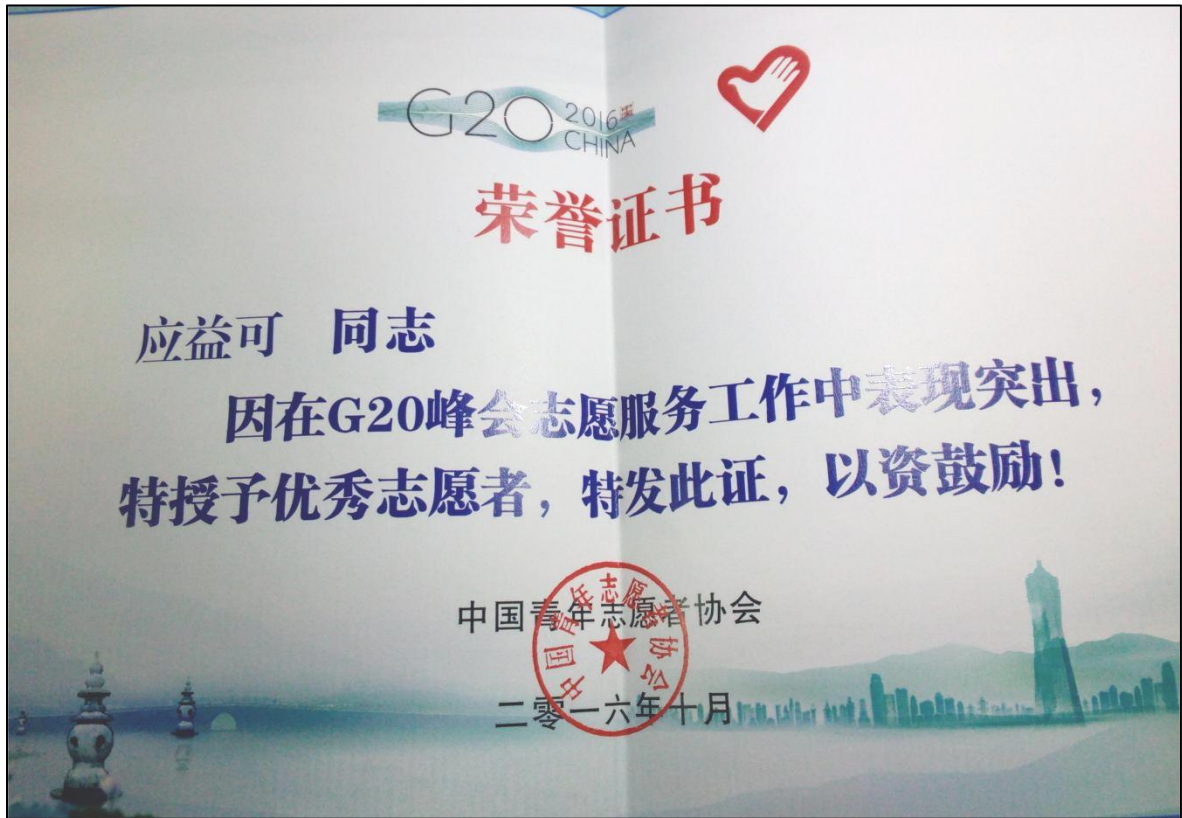 G20 2016
CHINA
荣誉证书
应益可 同志
因在G20峰会志愿服务工作中表现突出，
特授予优秀志愿者，特发此证，以资鼓励！
中国青年志愿者协会
中国青年志愿者协会
二零一六年十月